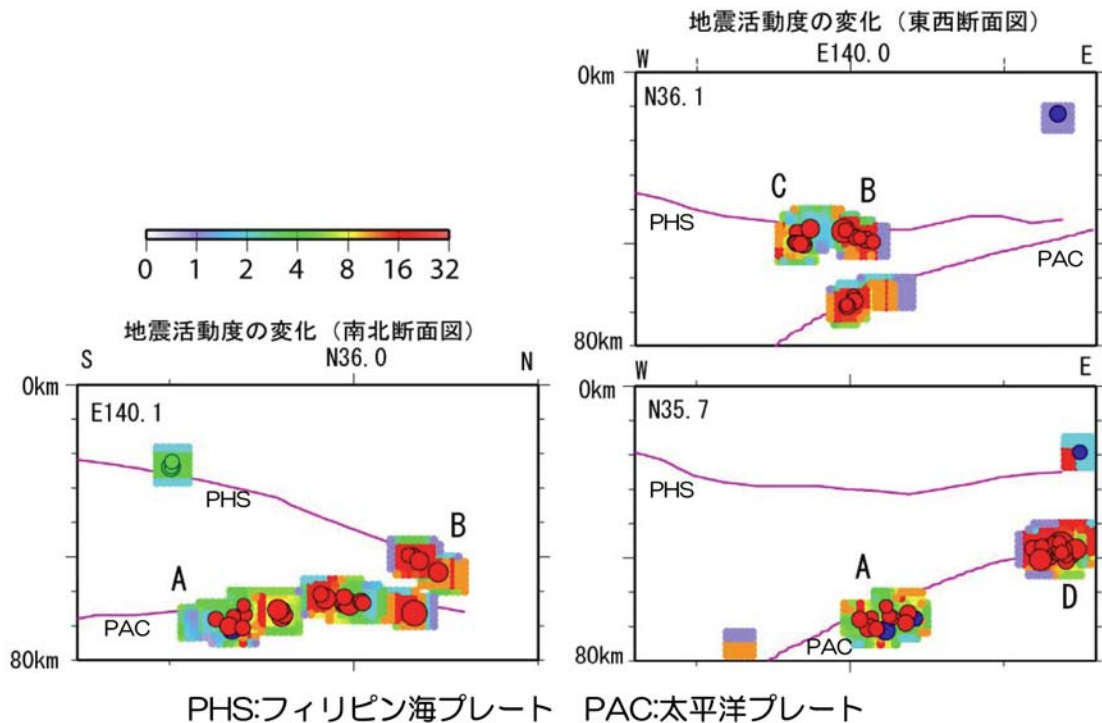 地震活動度の変化（東西断面図）
W E140.0 E
0km
N36.1
C B
PHS
PAC
80km
0 1 2 4 8 16 32
地震活動度の変化（南北断面図）
S N36.0 N
0km
E140.1
PHS
B
A
PAC
80km
W E
0km
N35.7
PHS
A
D
PAC
80km
PHS:フィリピン海プレート PAC:太平洋プレート